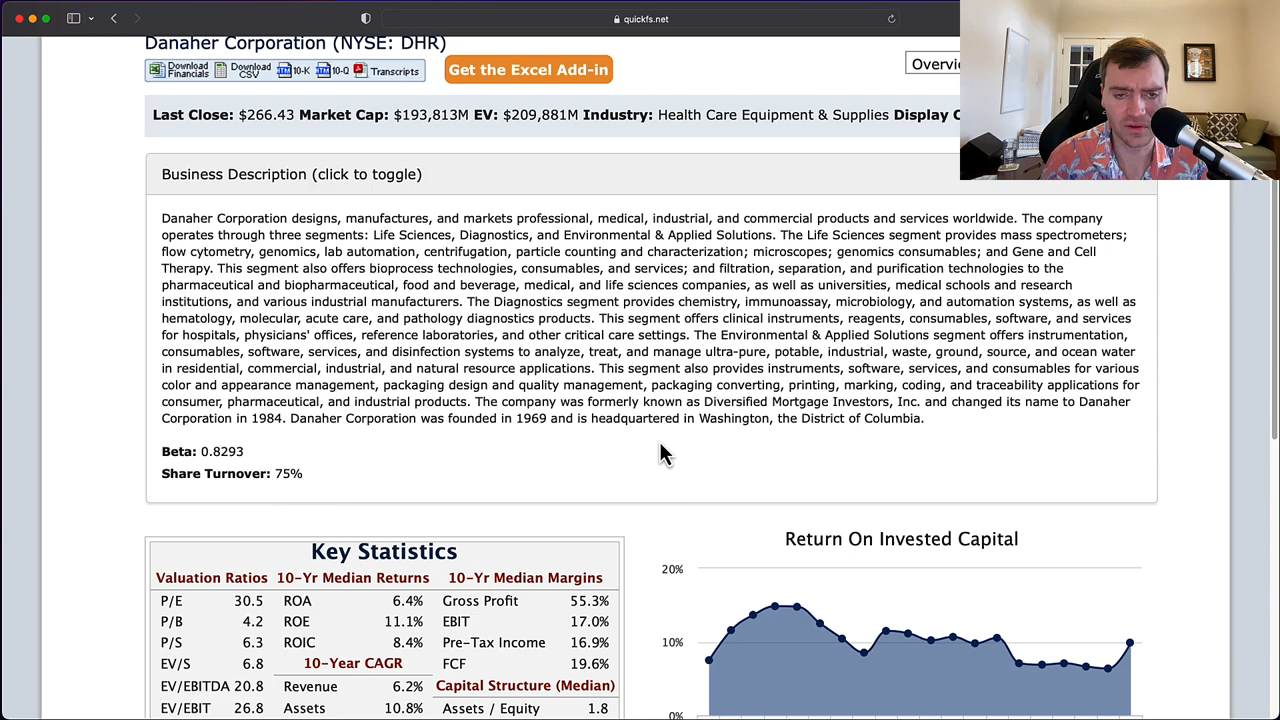 quickfs.net
Danaher Corporation (NYSE: DHR)
Download Financials Download CSV 10-K 10-Q Transcripts
Get the Excel Add-in
Overvi
Last Close: $266.43 Market Cap: $193,813M EV: $209,881M Industry: Health Care Equipment & Supplies Display C
Business Description (click to toggle)
Danaher Corporation designs, manufactures, and markets professional, medical, industrial, and commercial products and services worldwide. The company
operates through three segments: Life Sciences, Diagnostics, and Environmental & Applied Solutions. The Life Sciences segment provides mass spectrometers;
flow cytometry, genomics, lab automation, centrifugation, particle counting and characterization; microscopes; genomics consumables; and Gene and Cell
Therapy. This segment also offers bioprocess technologies, consumables, and services; and filtration, separation, and purification technologies to the
pharmaceutical and biopharmaceutical, food and beverage, medical, and life sciences companies, as well as universities, medical schools and research
institutions, and various industrial manufacturers. The Diagnostics segment provides chemistry, immunoassay, microbiology, and automation systems, as well as
hematology, molecular, acute care, and pathology diagnostics products. This segment offers clinical instruments, reagents, consumables, software, and services
for hospitals, physicians' offices, reference laboratories, and other critical care settings. The Environmental & Applied Solutions segment offers instrumentation,
consumables, software, services, and disinfection systems to analyze, treat, and manage ultra-pure, potable, industrial, waste, ground, source, and ocean water
in residential, commercial, industrial, and natural resource applications. This segment also provides instruments, software, services, and consumables for various
color and appearance management, packaging design and quality management, packaging converting, printing, marking, coding, and traceability applications for
consumer, pharmaceutical, and industrial products. The company was formerly known as Diversified Mortgage Investors, Inc. and changed its name to Danaher
Corporation in 1984. Danaher Corporation was founded in 1969 and is headquartered in Washington, the District of Columbia.
Beta: 0.8293
Share Turnover: 75%
Key Statistics
Valuation Ratios 10-Yr Median Returns 10-Yr Median Margins
P/E 30.5 ROA 6.4% Gross Profit 55.3%
P/B 4.2 ROE 11.1% EBIT 17.0%
P/S 6.3 ROIC 8.4% Pre-Tax Income 16.9%
EV/S 6.8 10-Year CAGR FCF 19.6%
EV/EBITDA 20.8 Revenue 6.2% Capital Structure (Median)
EV/EBIT 26.8 Assets 10.8% Assets / Equity 1.8
Return On Invested Capital
20%
10%
0%